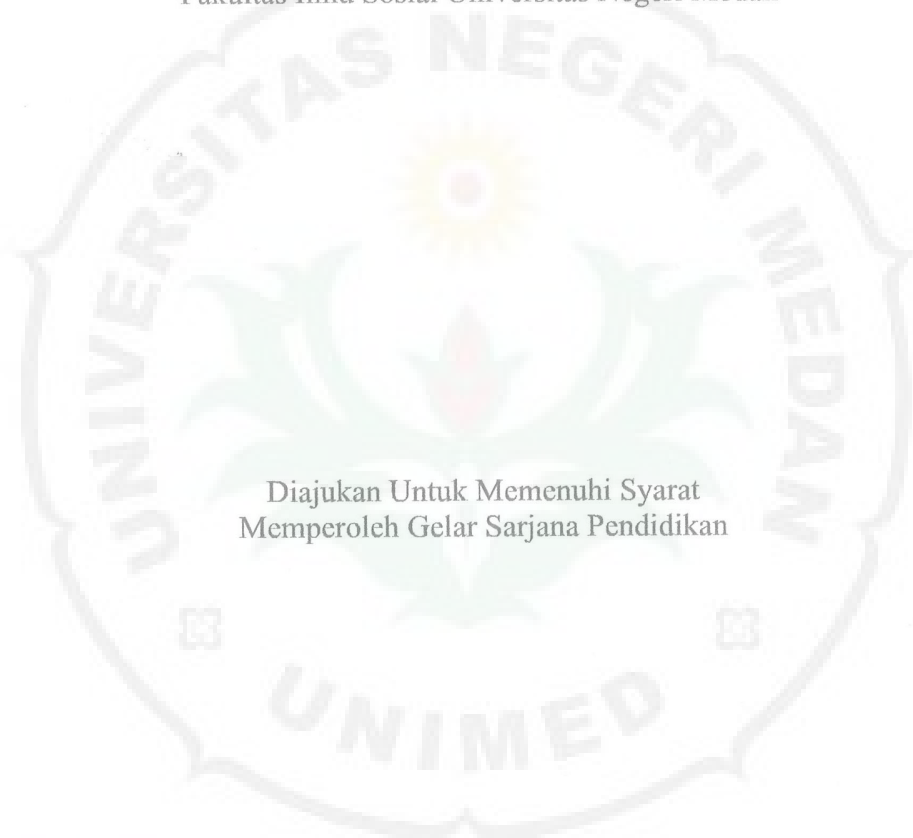 Fakultas Ilmu Sosial Universitas Negeri Medan
UNIVERSITAS NEGERI MEDAN
Diajukan Untuk Memenuhi Syarat
Memperoleh Gelar Sarjana Pendidikan
UNIMED